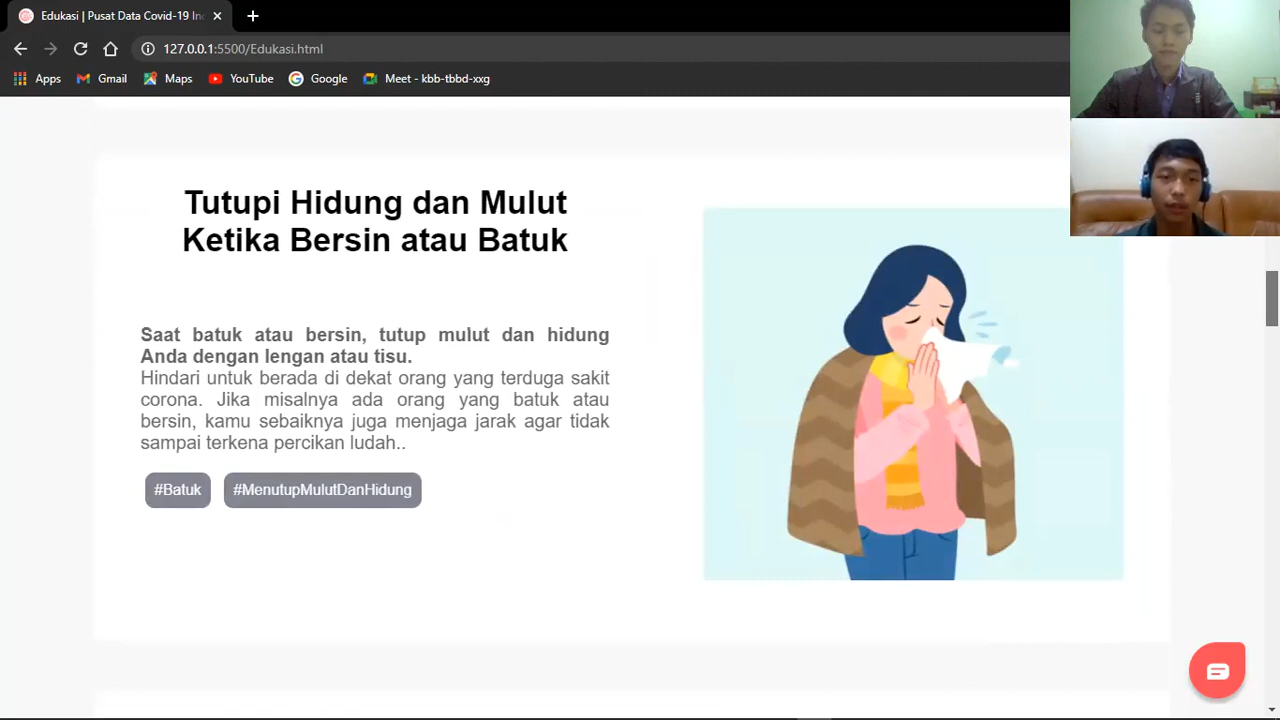 Edukasi | Pusat Data Covid-19 In
127.0.0.1:5500/Edukasi.html
Apps Gmail Maps YouTube Google Meet - kbb-tbbd-xxg
Tutupi Hidung dan Mulut
Ketika Bersin atau Batuk
Saat batuk atau bersin, tutup mulut dan hidung
Anda dengan lengan atau tisu.
Hindari untuk berada di dekat orang yang terduga sakit
corona. Jika misalnya ada orang yang batuk atau
bersin, kamu sebaiknya juga menjaga jarak agar tidak
sampai terkena percikan ludah..
#Batuk #MenutupMulutDanHidung